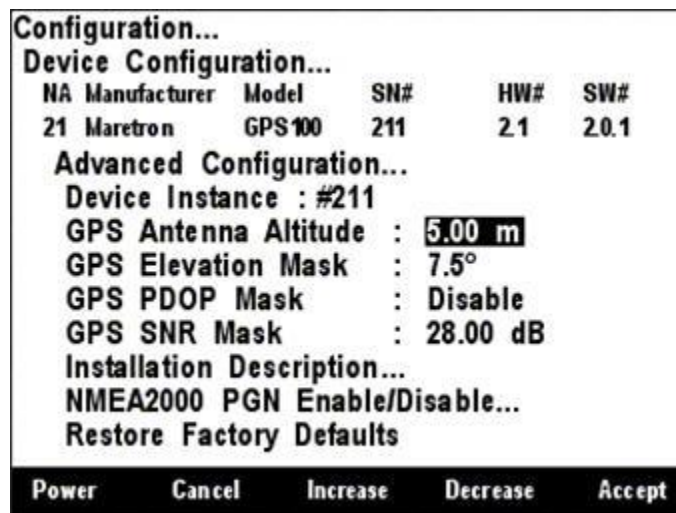 Configuration...
Device Configuration...
NA Manufacturer Model SN# HW# SW#
21 Maretron GPS100 211 2.1 2.0.1
Advanced Configuration...
Device Instance : #211
GPS Antenna Altitude : 5.00 m
GPS Elevation Mask : 7.5°
GPS PDOP Mask : Disable
GPS SNR Mask : 28.00 dB
Installation Description...
NMEA2000 PGN Enable/Disable...
Restore Factory Defaults
Power Cancel Increase Decrease Accept